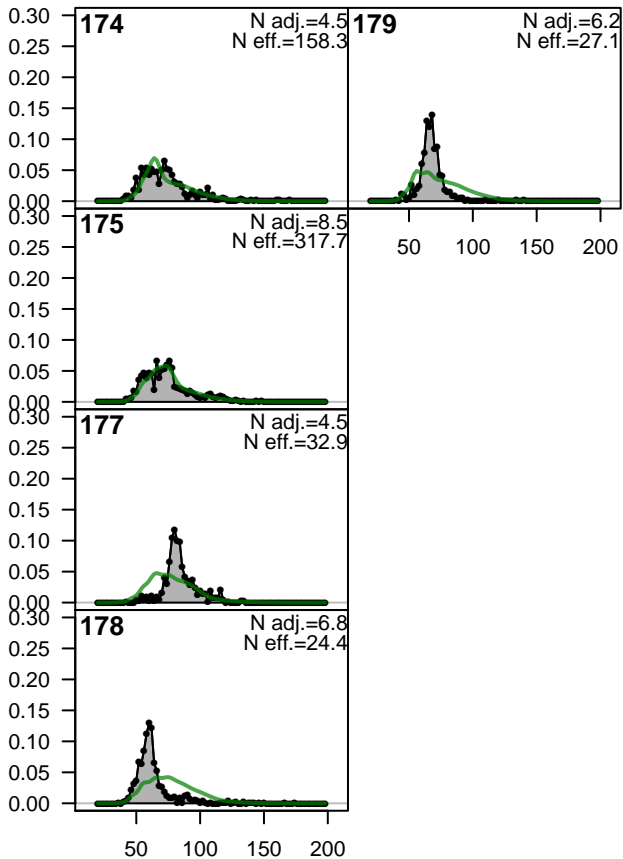 174
N adj.=4.5
N eff.=158.3
0.30
0.25
0.20
0.15
0.10
0.05
0.00
179
N adj.=6.2
N eff.=27.1
50 100 150 200
175
N adj.=8.5
N eff.=317.7
0.30
0.25
0.20
0.15
0.10
0.05
0.00
177
N adj.=4.5
N eff.=32.9
0.30
0.25
0.20
0.15
0.10
0.05
0.00
178
N adj.=6.8
N eff.=24.4
0.30
0.25
0.20
0.15
0.10
0.05
0.00
50 100 150 200